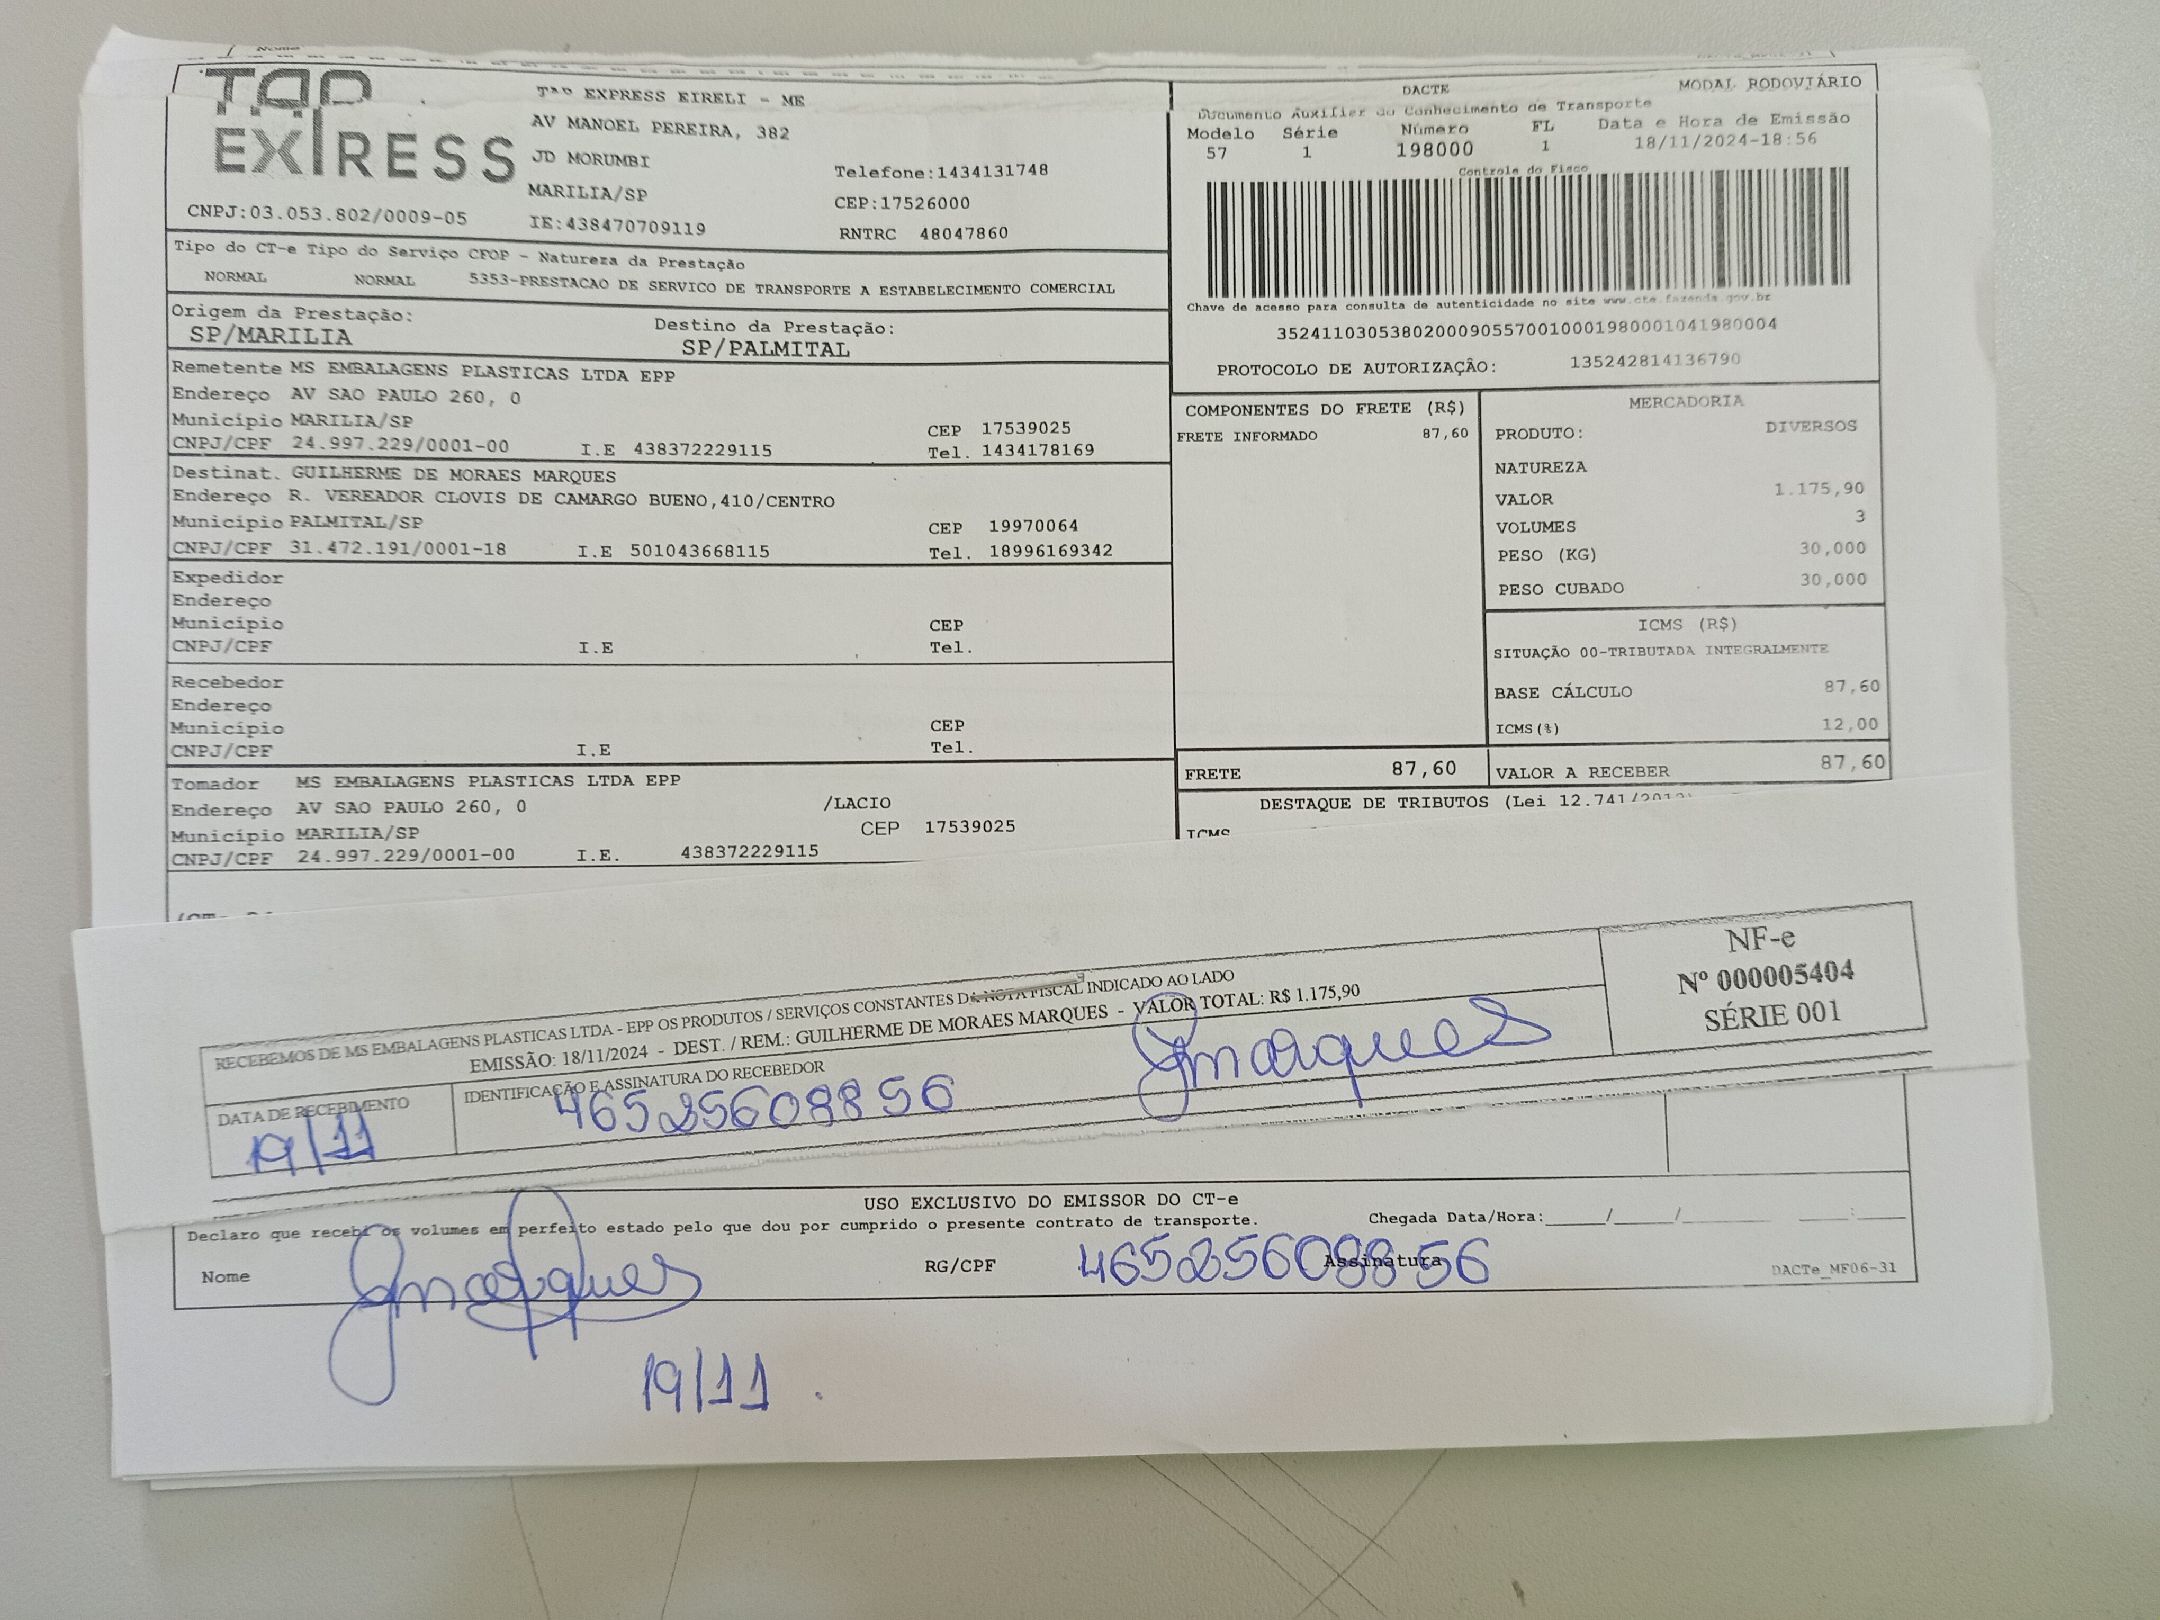 TAP EXPRESS
TAP EXPRESS EIRELI - ME
AV MANOEL PEREIRA, 382
JD MORUMBI
MARILIA/SP
Telefone:1434131748
CEP:17526000
CNPJ:03.053.802/0009-05 IE:438470709119 RNTRC 48047860
DACTE MODAL RODOVIÁRIO
Documento Auxilier do Conhecimento de Transporte
Modelo Série Número FL Data e Hora de Emissão
57 1 198000 1 18/11/2024-18:56
Controle do Fisco
Chave de acesso para consulta de autenticidade no site www.cte.fazenda.gov.br
35241103053802000905570010001980001041980004
PROTOCOLO DE AUTORIZAÇÃO: 135242814136790
Tipo do CT-e Tipo do Serviço CFOP - Natureza da Prestação
NORMAL NORMAL 5353-PRESTACAO DE SERVICO DE TRANSPORTE A ESTABELECIMENTO COMERCIAL
Origem da Prestação: Destino da Prestação:
SP/MARILIA SP/PALMITAL
Remetente MS EMBALAGENS PLASTICAS LTDA EPP
Endereço AV SAO PAULO 260, 0
Município MARILIA/SP CEP 17539025
CNPJ/CPF 24.997.229/0001-00 I.E 438372229115 Tel. 1434178169
Destinat. GUILHERME DE MORAES MARQUES
Endereço R. VEREADOR CLOVIS DE CAMARGO BUENO,410/CENTRO
Município PALMITAL/SP CEP 19970064
CNPJ/CPF 31.472.191/0001-18 I.E 501043668115 Tel. 18996169342
Expedidor
Endereço
Município CEP
CNPJ/CPF I.E Tel.
Recebedor
Endereço
Município CEP
CNPJ/CPF I.E Tel.
Tomador MS EMBALAGENS PLASTICAS LTDA EPP
Endereço AV SAO PAULO 260, 0 /LACIO
Município MARILIA/SP CEP 17539025
CNPJ/CPF 24.997.229/0001-00 I.E. 438372229115
COMPONENTES DO FRETE (R$)
FRETE INFORMADO 87,60
MERCADORIA
PRODUTO: DIVERSOS
NATUREZA
VALOR 1.175,90
VOLUMES 3
PESO (KG) 30,000
PESO CUBADO 30,000
ICMS (R$)
SITUAÇÃO 00-TRIBUTADA INTEGRALMENTE
BASE CÁLCULO 87,60
ICMS(%) 12,00
FRETE 87,60 VALOR A RECEBER 87,60
DESTAQUE DE TRIBUTOS (Lei 12.741/2012)
ICMS
RECEBEMOS DE MS EMBALAGENS PLASTICAS LTDA - EPP OS PRODUTOS / SERVIÇOS CONSTANTES DA NOTA FISCAL INDICADO AO LADO
EMISSÃO: 18/11/2024 - DEST. / REM.: GUILHERME DE MORAES MARQUES - VALOR TOTAL: R$ 1.175,90
DATA DE RECEBIMENTO IDENTIFICAÇÃO E ASSINATURA DO RECEBEDOR
19/11 46525608856 Gmarques
NF-e
Nº 000005404
SÉRIE 001
USO EXCLUSIVO DO EMISSOR DO CT-e
Declaro que recebi os volumes em perfeito estado pelo que dou por cumprido o presente contrato de transporte. Chegada Data/Hora:_____/_____/_______ ____:____
Nome Gmarques RG/CPF 46525608856 Assinatura DACTe_MF06-31
19/11.